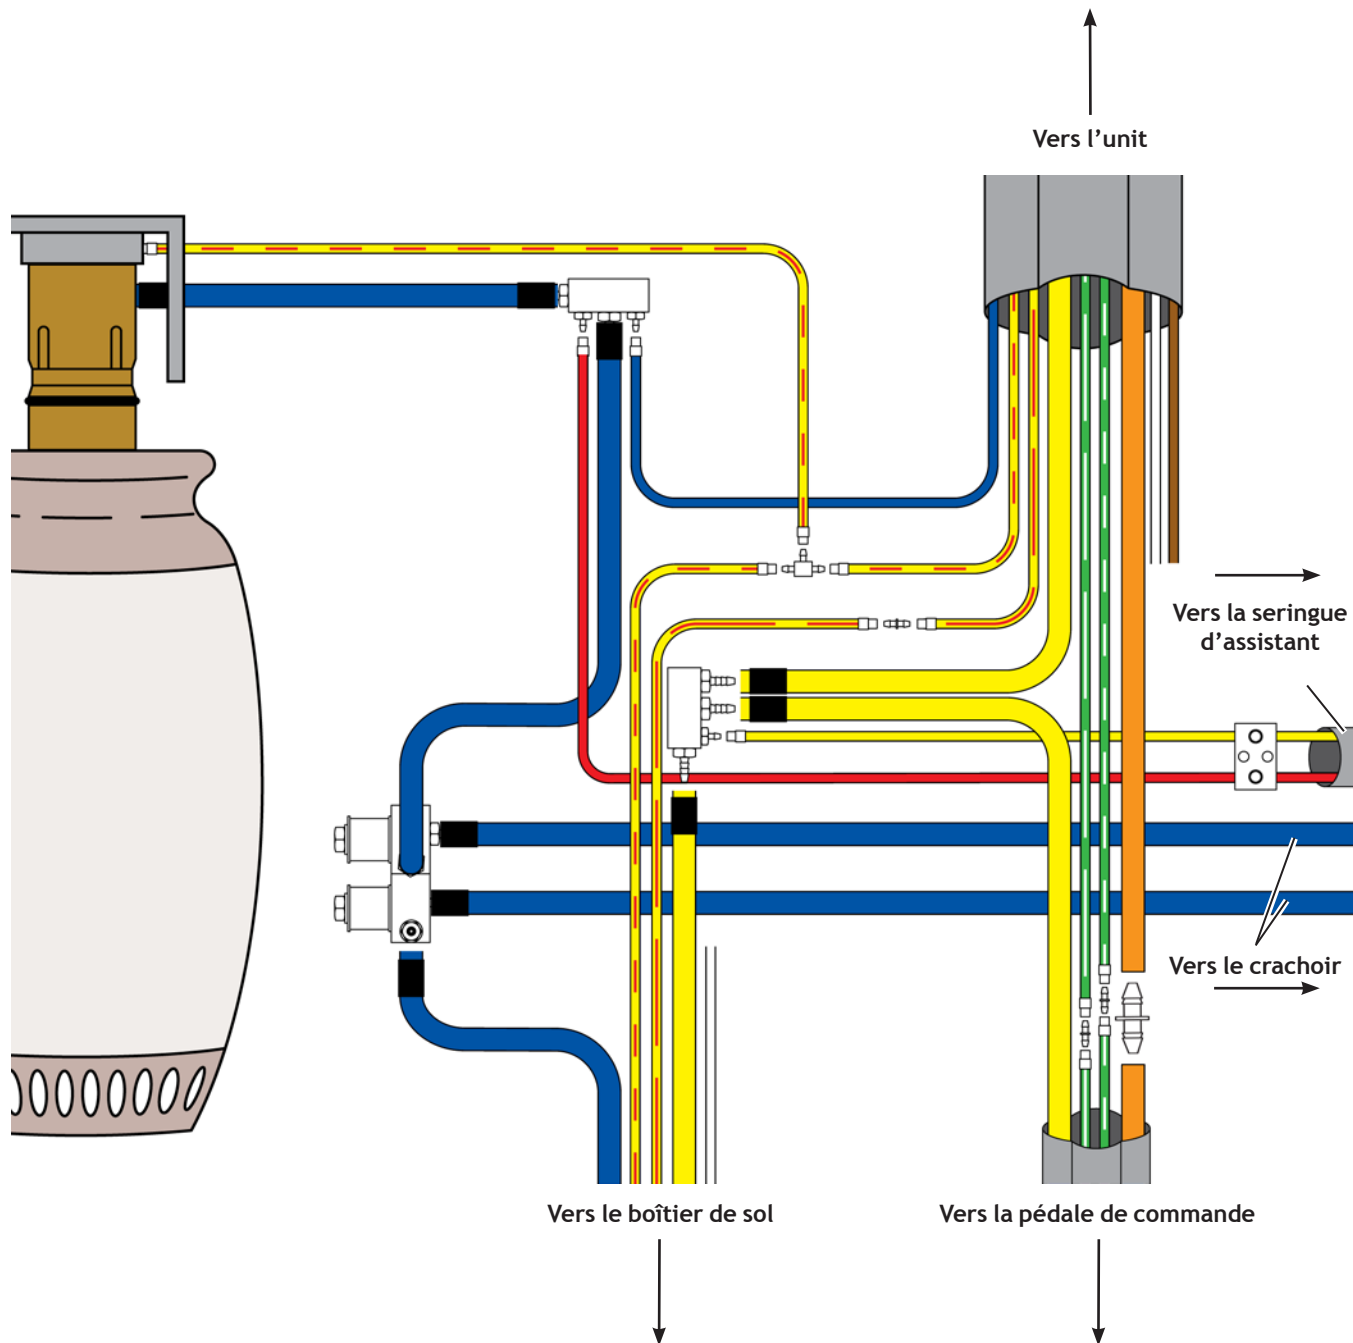 Vers l’unit
Vers la seringue
d’assistant
Vers le crachoir
Vers le boîtier de sol
Vers la pédale de commande